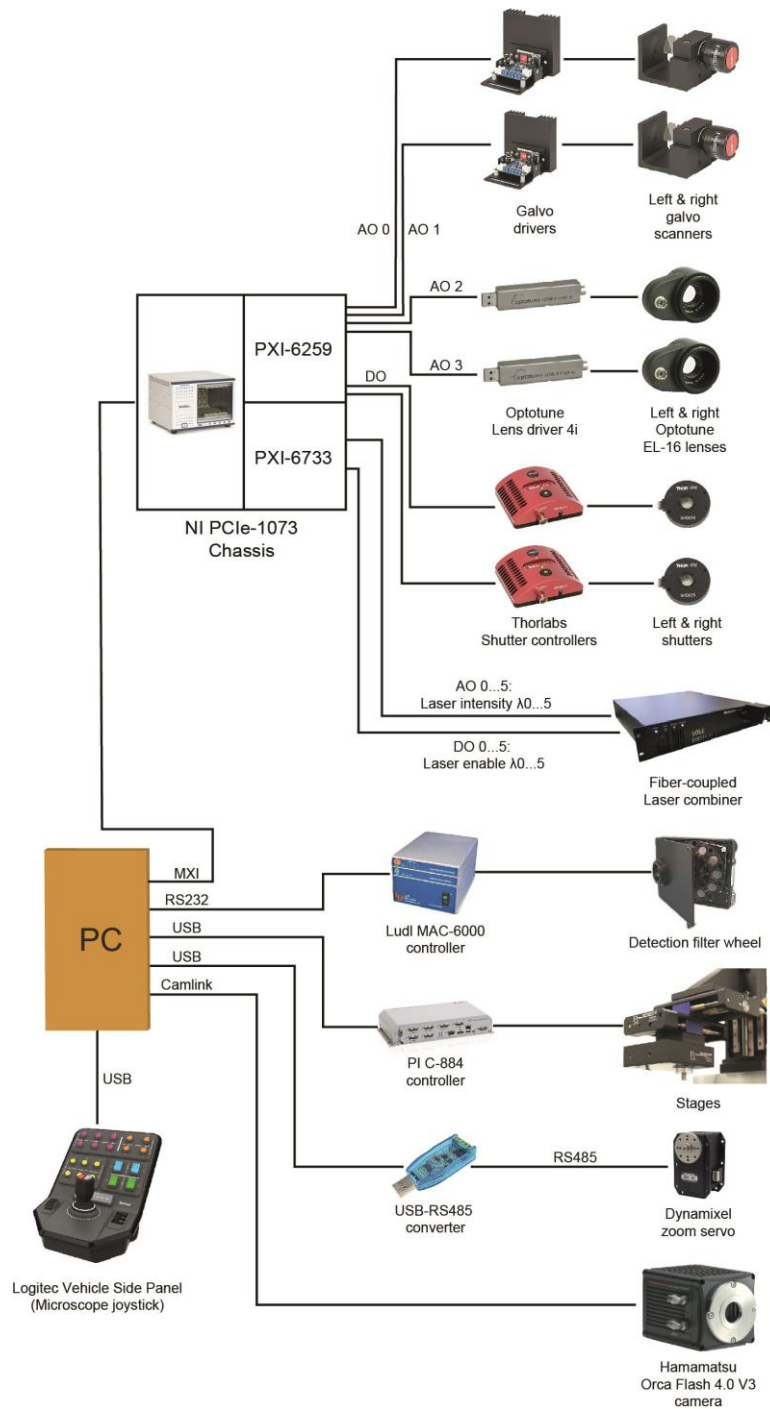 Galvo
drivers
Left & right
galvo
scanners
AO 0
AO 1
AO 2
PXI-6259
AO 3
DO
Optotune
Lens driver 4i
Left & right
Optotune
EL-16 lenses
PXI-6733
NI PCIe-1073
Chassis
Thorlabs
Shutter controllers
Left & right
shutters
AO 0...5:
Laser intensity λ0...5
DO 0...5:
Laser enable λ0...5
Fiber-coupled
Laser combiner
MXI
RS232
PC
USB
USB
Camlink
Ludl MAC-6000
controller
Detection filter wheel
PI C-884
controller
Stages
USB
RS485
USB-RS485
converter
Dynamixel
zoom servo
Logitec Vehicle Side Panel
(Microscope joystick)
Hamamatsu
Orca Flash 4.0 V3
camera